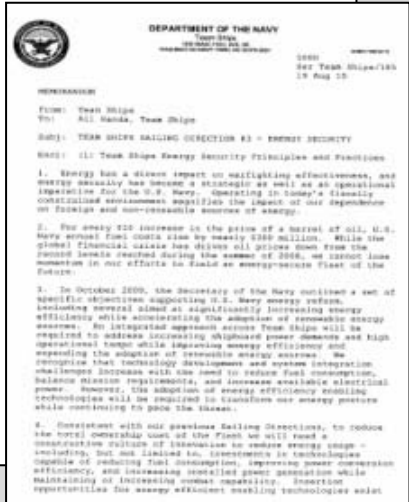 DEPARTMENT OF THE NAVY
Team Ships
5000
Ser Team Ships/185
19 Aug 10
MEMORANDUM
From: Team Ships
To: All Hands, Team Ships
Subj: TEAM SHIPS SAILING DIRECTION #3 - ENERGY SECURITY
Encl: (1) Team Ships Energy Security Principles and Practices
1. Energy has a direct impact on warfighting effectiveness, and
energy security has become a strategic as well as an operational
imperative for the U.S. Navy. Operating in today's fiscally
constrained environment magnifies the impact of our dependence
on foreign and non-renewable sources of energy.
2. For every $10 increase in the price of a barrel of oil, U.S.
Navy annual fuel costs rise by nearly $300 million. While the
global financial crisis has driven oil prices down from the
record levels reached during the summer of 2008, we cannot lose
momentum in our efforts to field an energy-secure fleet of the
future.
3. In October 2009, the Secretary of the Navy outlined a set of
specific objectives supporting U.S. Navy energy reform,
including several aimed at significantly increasing energy
efficiency while accelerating the adoption of renewable energy
sources. An integrated approach across Team Ships will be
required to address increasing shipboard power demands and high
operational tempo while improving energy efficiency and
expanding the adoption of renewable energy sources. We
recognize that technology development and system integration
challenges increase with the need to reduce fuel consumption,
balance mission requirements, and increase available electrical
power. However, the adoption of energy efficiency enabling
technologies will be required to transform our energy posture
while continuing to pace the threat.
4. Consistent with our previous Sailing Directions, to reduce
the total ownership cost of the Fleet we will need a
constructive culture of innovation to reduce energy usage -
including, but not limited to, investments in technologies
capable of reducing fuel consumption, improving power conversion
efficiency, and increasing installed power generation while
maintaining or increasing combat capability. Insertion
opportunities for energy efficient enabling technologies exist